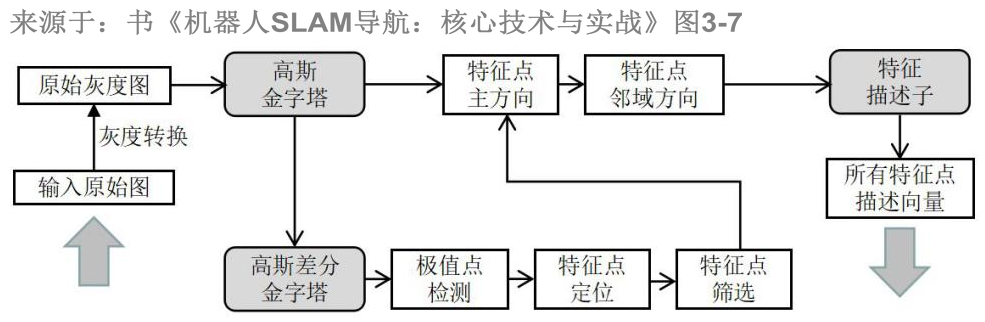 来源于：书《机器人SLAM导航：核心技术与实战》图3-7
原始灰度图
高斯
金字塔
特征点
主方向
特征点
邻域方向
特征
描述子
灰度转换
输入原始图
所有特征点
描述向量
高斯差分
金字塔
极值点
检测
特征点
定位
特征点
筛选